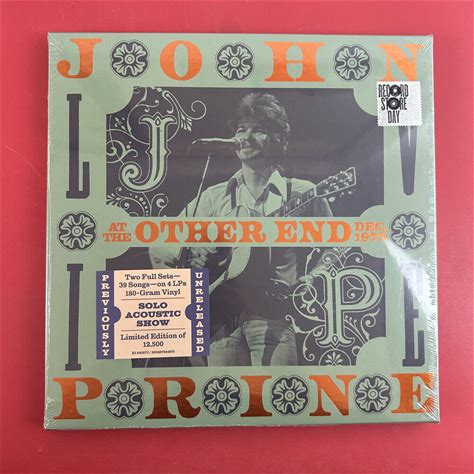 JOHN
RECORD
STORE
DAY
L J V
AT THE OTHER END DEC. 1975
PREVIOUSLY
Two Full Sets—
39 Songs—on 4 LPs
180-Gram Vinyl
SOLO
ACOUSTIC
SHOW
Limited Edition of
12,500
UNRELEASED
I P E
PRINE